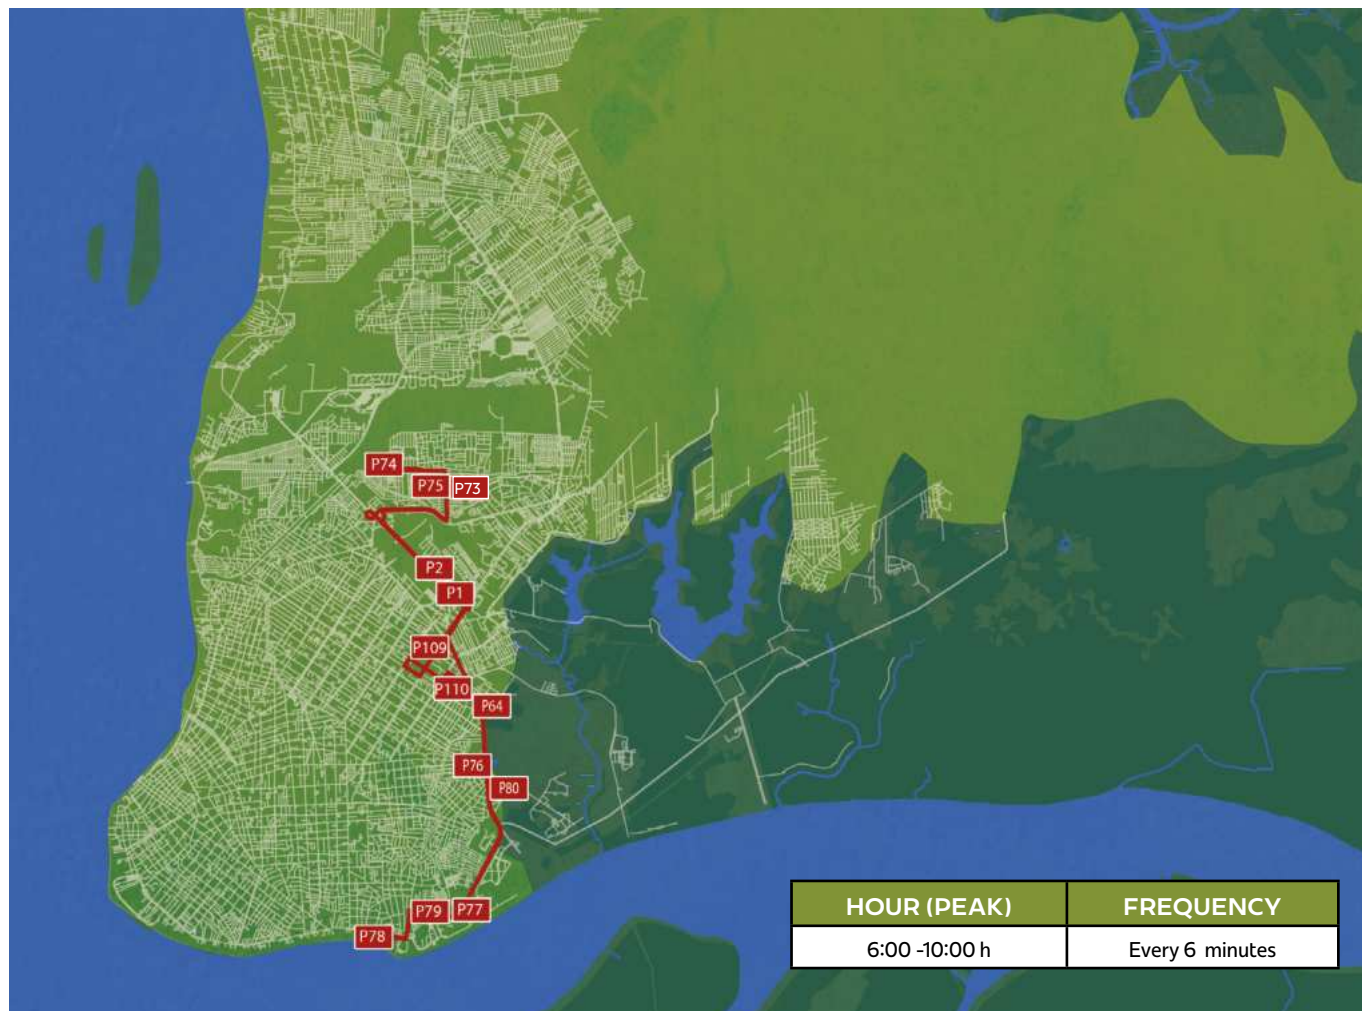 P74
P75
P73
P2
P1
P109
P110
P64
P76
P80
P79
P77
P78
HOUR (PEAK)
FREQUENCY
6:00 -10:00 h
Every 6 minutes